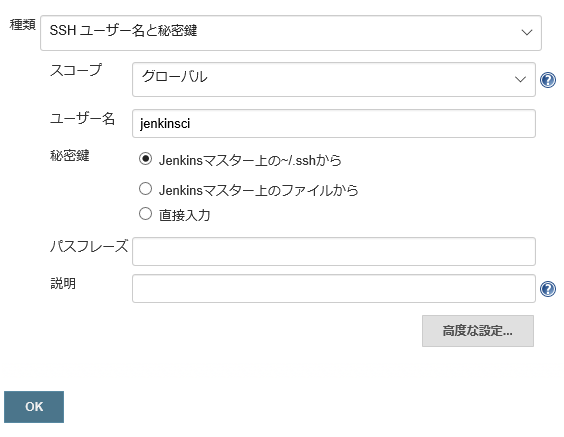 種類 SSH ユーザー名と秘密鍵
スコープ グローバル
ユーザー名 jenkinsci
秘密鍵 Jenkinsマスター上の~/.sshから
Jenkinsマスター上のファイルから
直接入力
パスフレーズ
説明
高度な設定...
OK